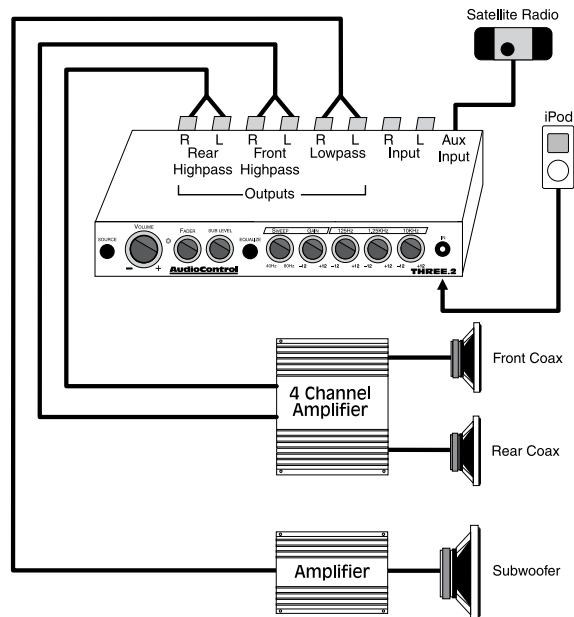 Satellite Radio
iPod
R L R L R L R L Aux
Rear Front Lowpass Input Input
Highpass Highpass
Outputs
VOLUME FADER SUB LEVEL SWEEP GAIN 125Hz 1.25KHz 10KHz IN
SOURCE EQUALIZE
- + 40Hz 80Hz -12 +12 -12 +12 -12 +12 -12 +12
AudioControl THREE.2
Front Coax
4 Channel
Amplifier
Rear Coax
Amplifier
Subwoofer